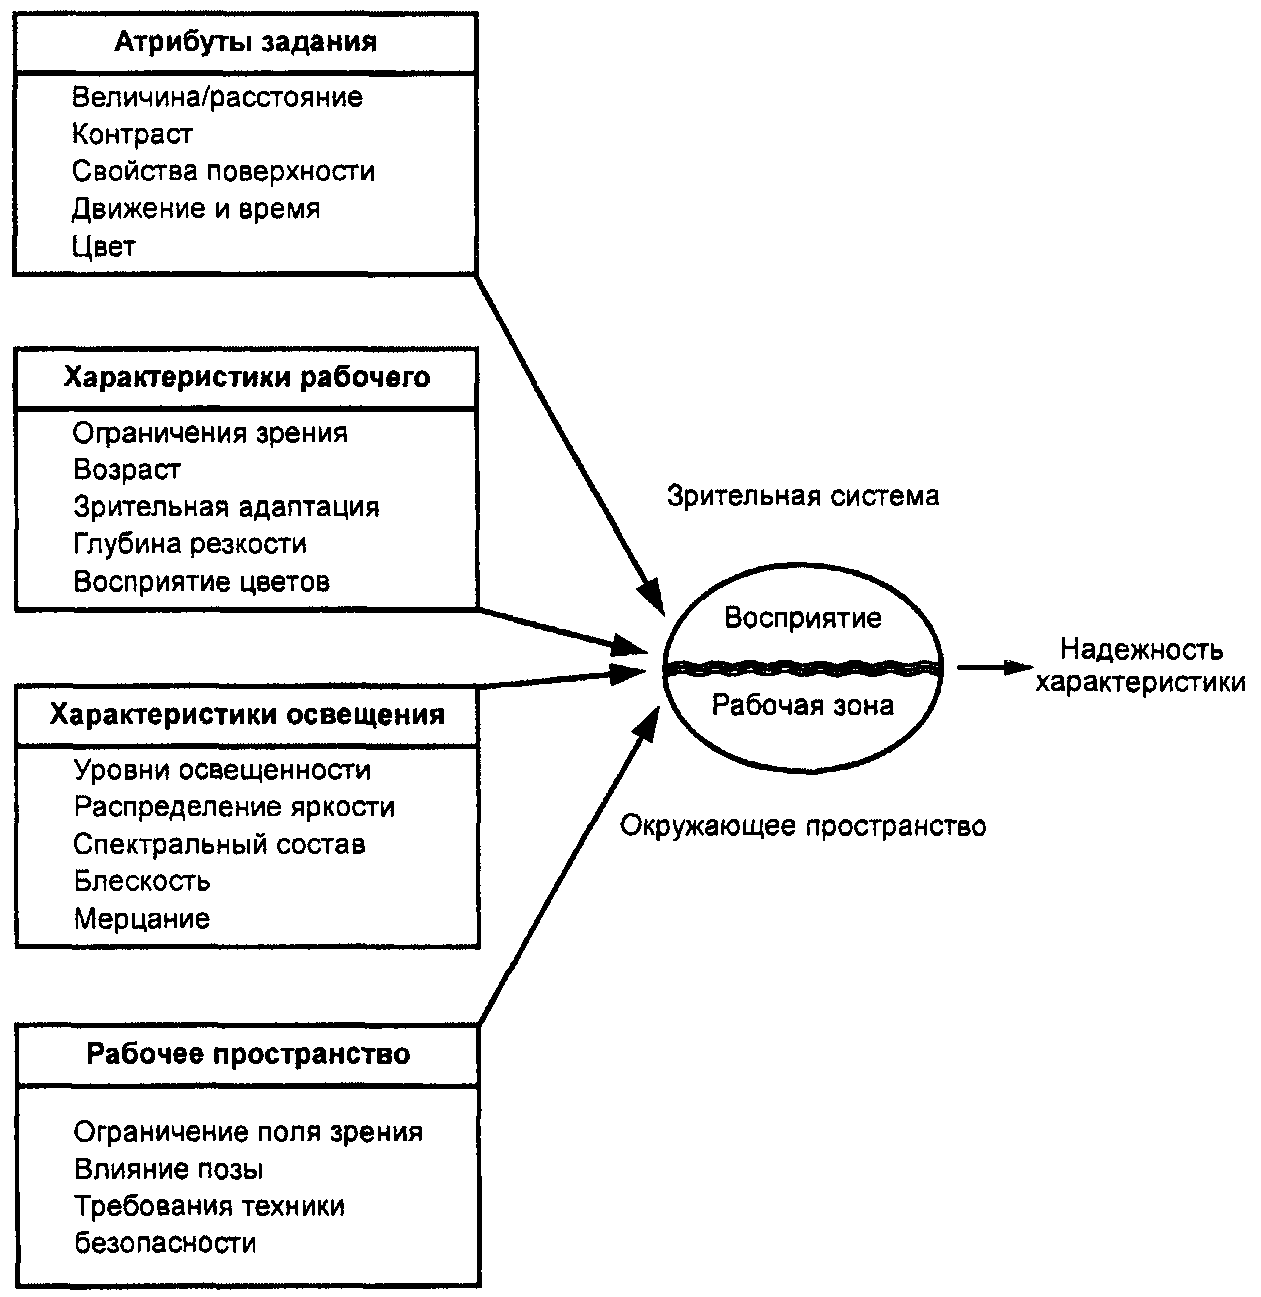 Атрибуты задания
Величина/расстояние
Контраст
Свойства поверхности
Движение и время
Цвет
Характеристики рабочего
Ограничения зрения
Возраст
Зрительная адаптация
Глубина резкости
Восприятие цветов
Характеристики освещения
Уровни освещенности
Распределение яркости
Спектральный состав
Блескость
Мерцание
Рабочее пространство
Ограничение поля зрения
Влияние позы
Требования техники
безопасности
Зрительная система
Восприятие
Рабочая зона
Окружающее пространство
Надежность
характеристики